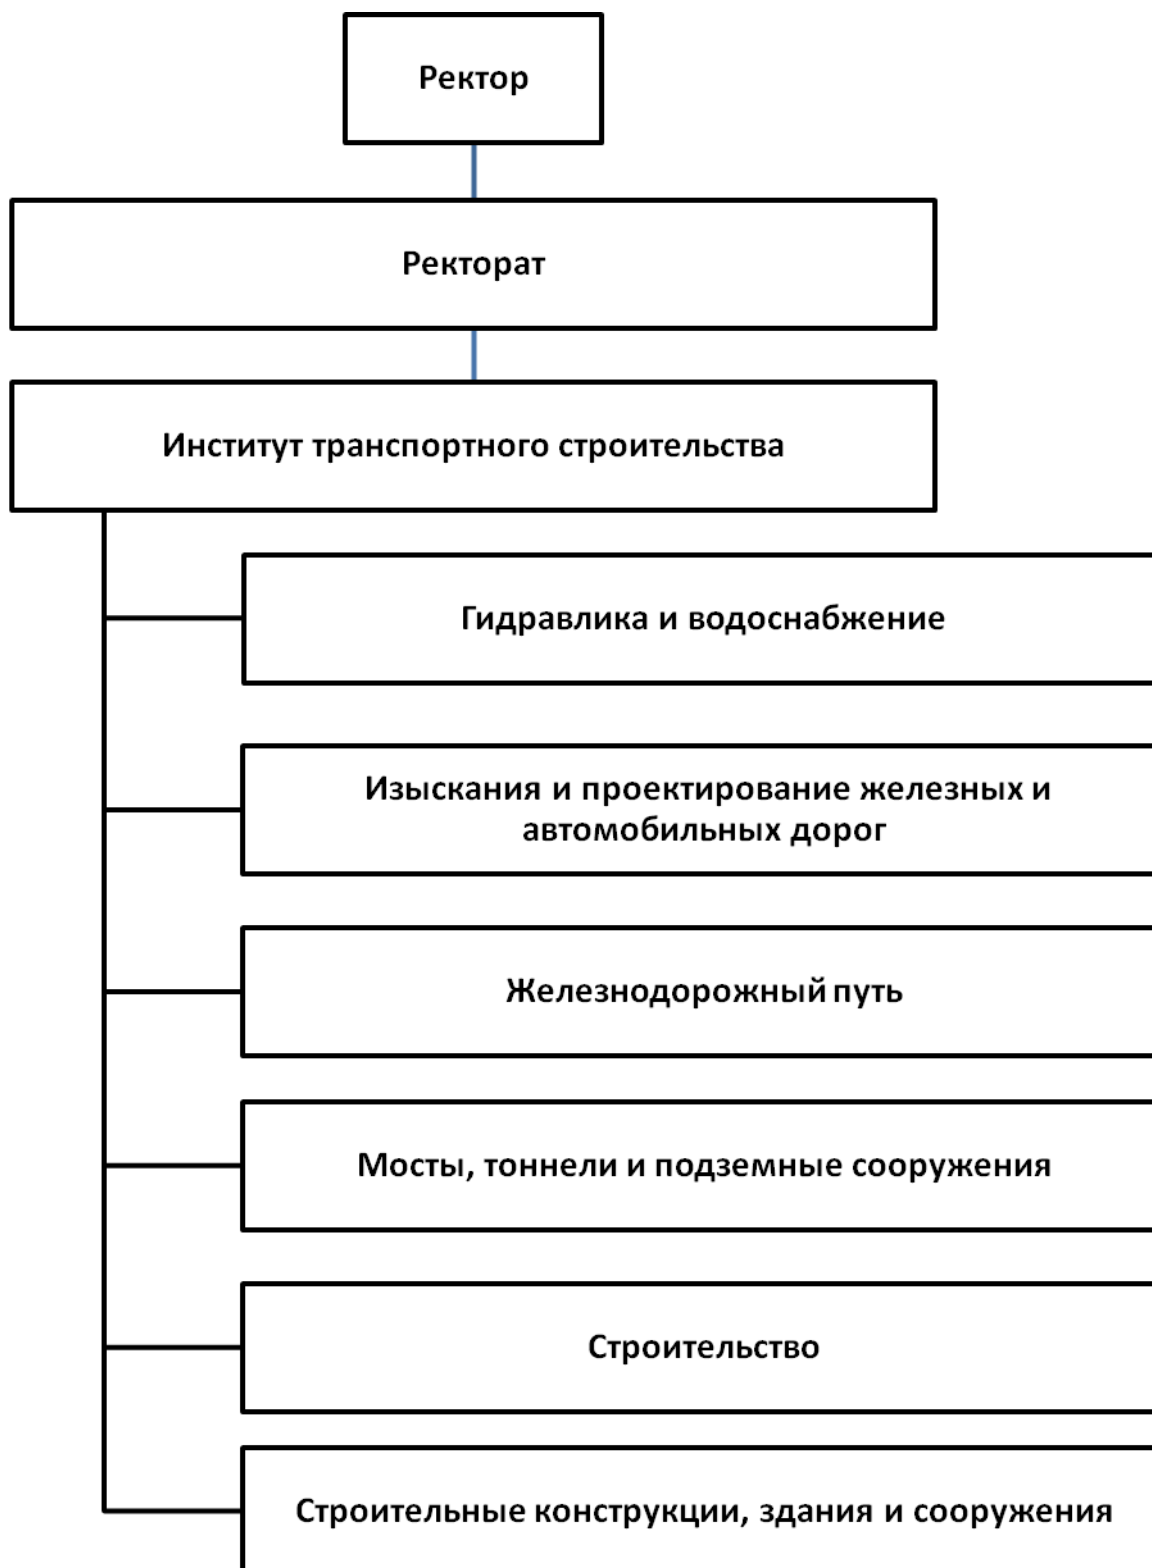 Ректор
Ректорат
Институт транспортного строительства
Гидравлика и водоснабжение
Изыскания и проектирование железных и
автомобильных дорог
Железнодорожный путь
Мосты, тоннели и подземные сооружения
Строительство
Строительные конструкции, здания и сооружения